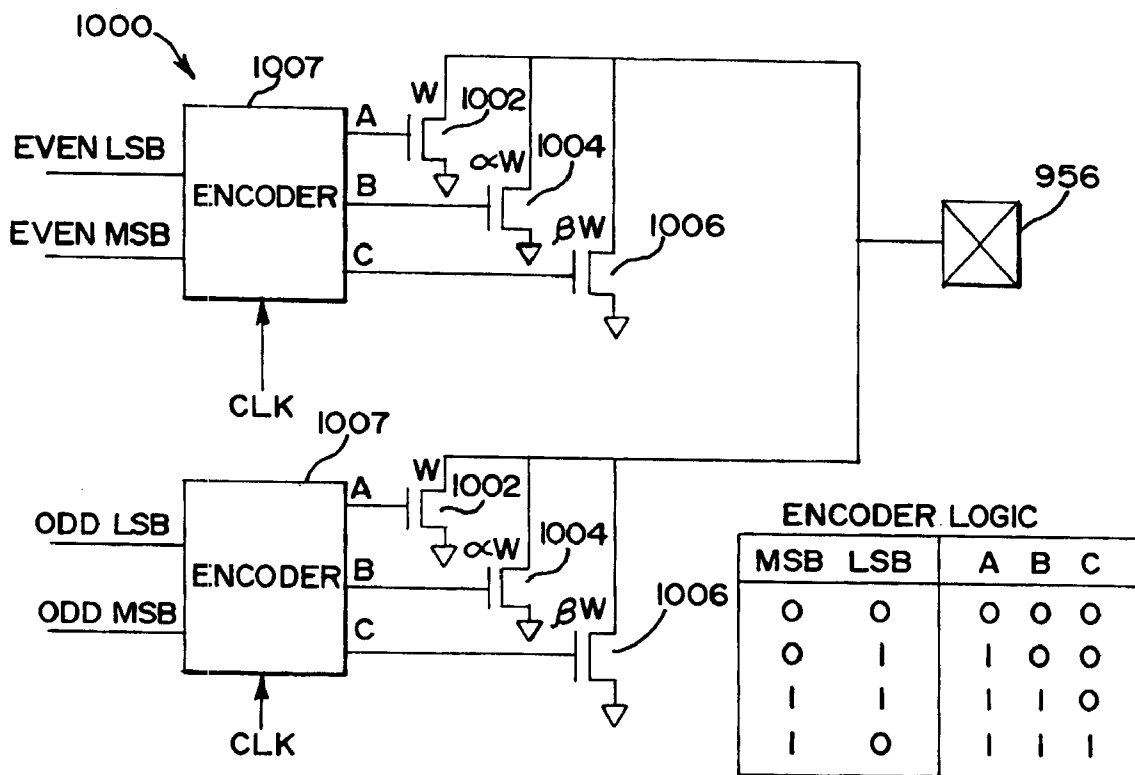 1000
1007
EVEN LSB
EVEN MSB
ENCODER
A
B
C
W
1002
αW
1004
βW
1006
956
CLK
1007
ODD LSB
ODD MSB
ENCODER
A
B
C
W
1002
αW
1004
βW
1006
CLK
ENCODER LOGIC
MSB LSB A B C
0 0 0 0 0
0 1 1 0 0
1 1 1 1 0
1 0 1 1 1